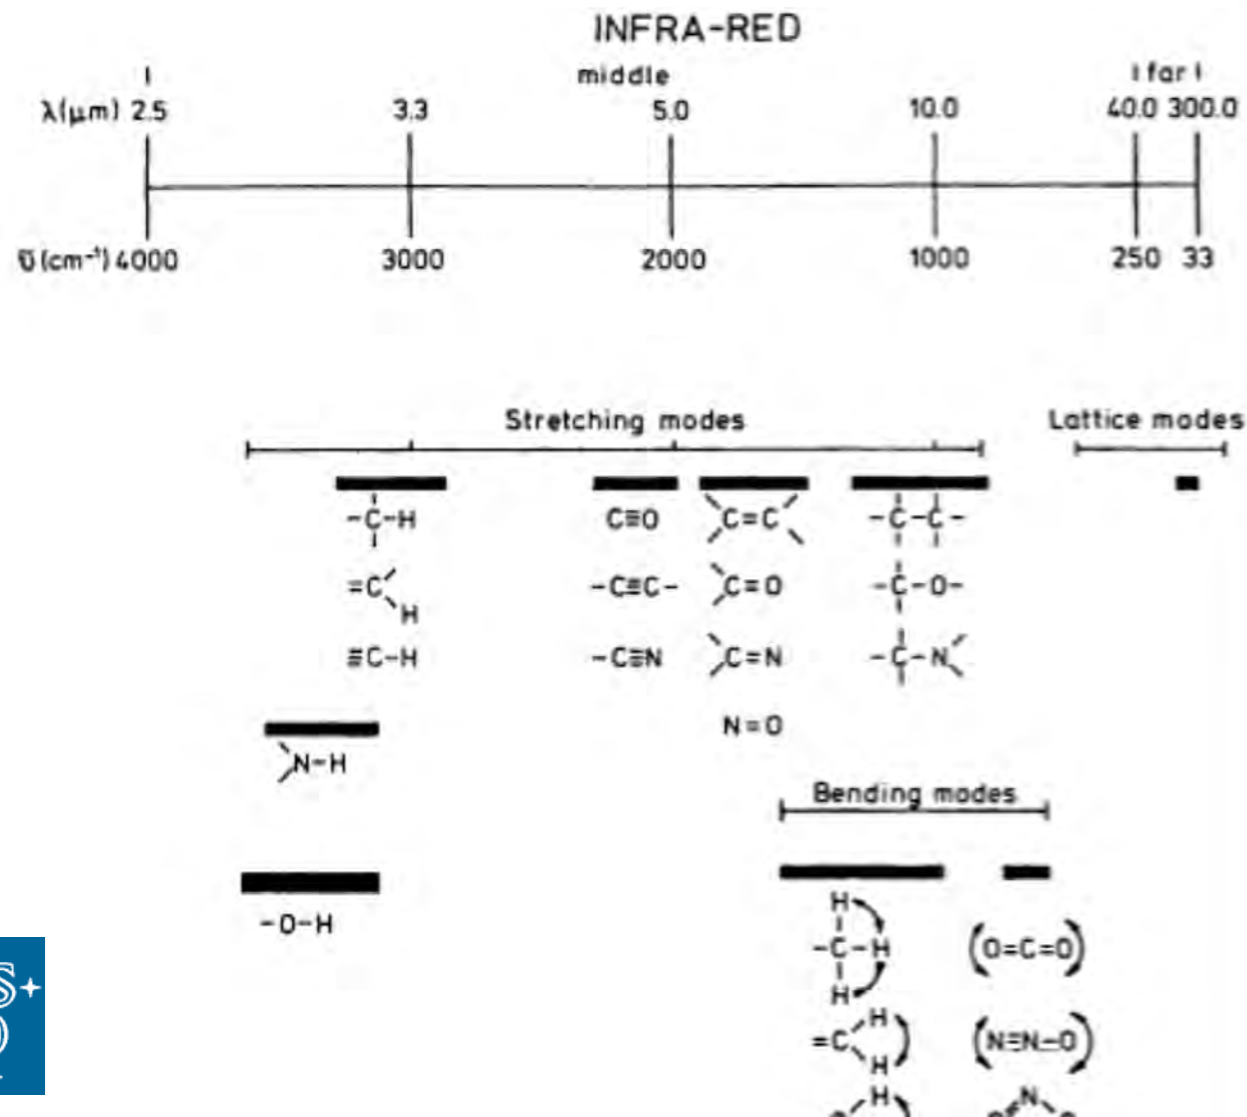 INFRA-RED
middle
far
λ(μm) 2.5 3.3 5.0 10.0 40.0 300.0
ῡ(cm⁻¹) 4000 3000 2000 1000 250 33
Stretching modes Lattice modes
-C-H C≡O C=C -C-C-
=C H -C≡C- C=O -C-O-
≡C-H -C≡N C=N -C-N
N=O
N-H
Bending modes
-O-H
H
-C-H (O=C=O)
H
H
=C (N≡N=O)
H
H N